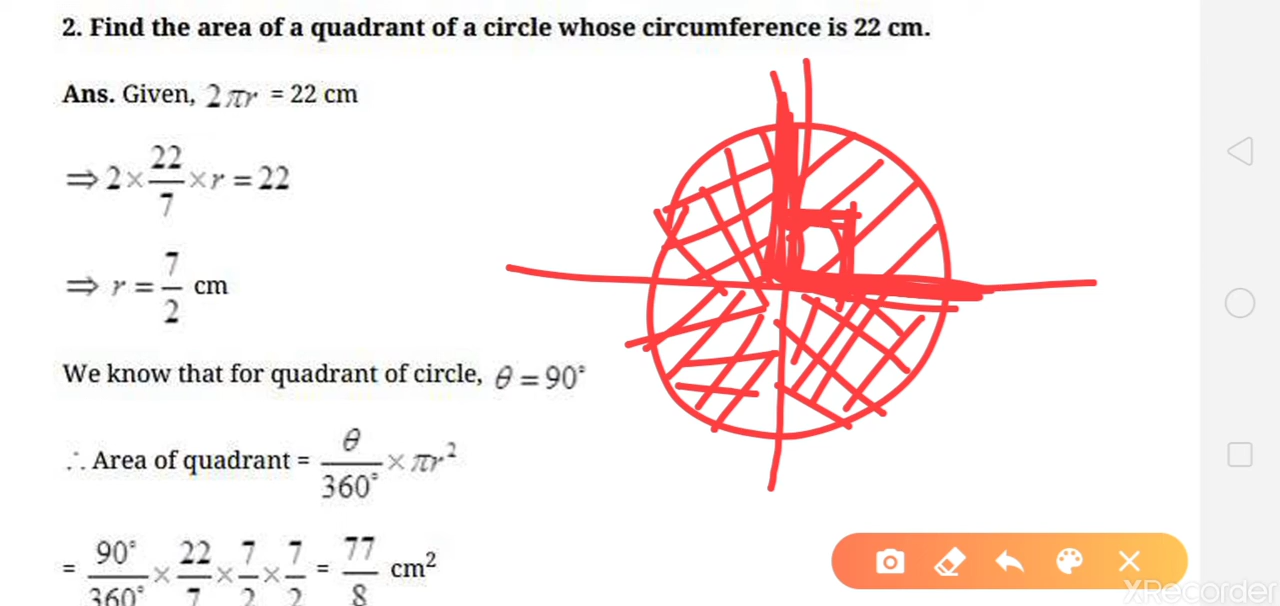 2. Find the area of a quadrant of a circle whose circumference is 22 cm.
Ans. Given, 2πr = 22 cm
⇒ 2 × 22/7 × r = 22
⇒ r = 7/2 cm
We know that for quadrant of circle, θ = 90°
∴ Area of quadrant = θ/360° × πr²
= 90°/360° × 22/7 × 7/2 × 7/2 = 77/8 cm²
XRecorder